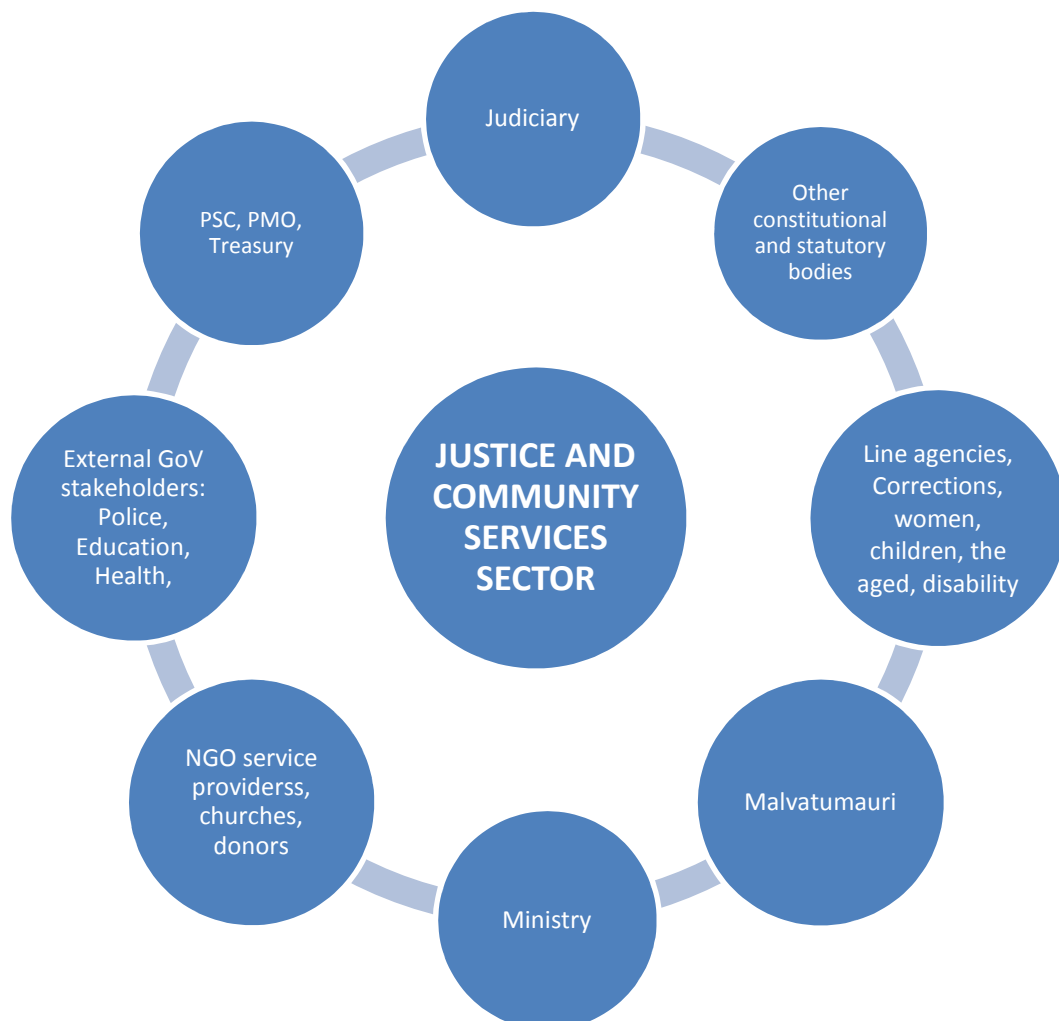 Judiciary
Other
constitutional
and statutory
bodies
Line agencies,
Corrections,
women,
children, the
aged, disability
Malvatumauri
Ministry
NGO service
providerss,
churches,
donors
External GoV
stakeholders:
Police,
Education,
Health,
PSC, PMO,
Treasury
JUSTICE AND
COMMUNITY
SERVICES
SECTOR